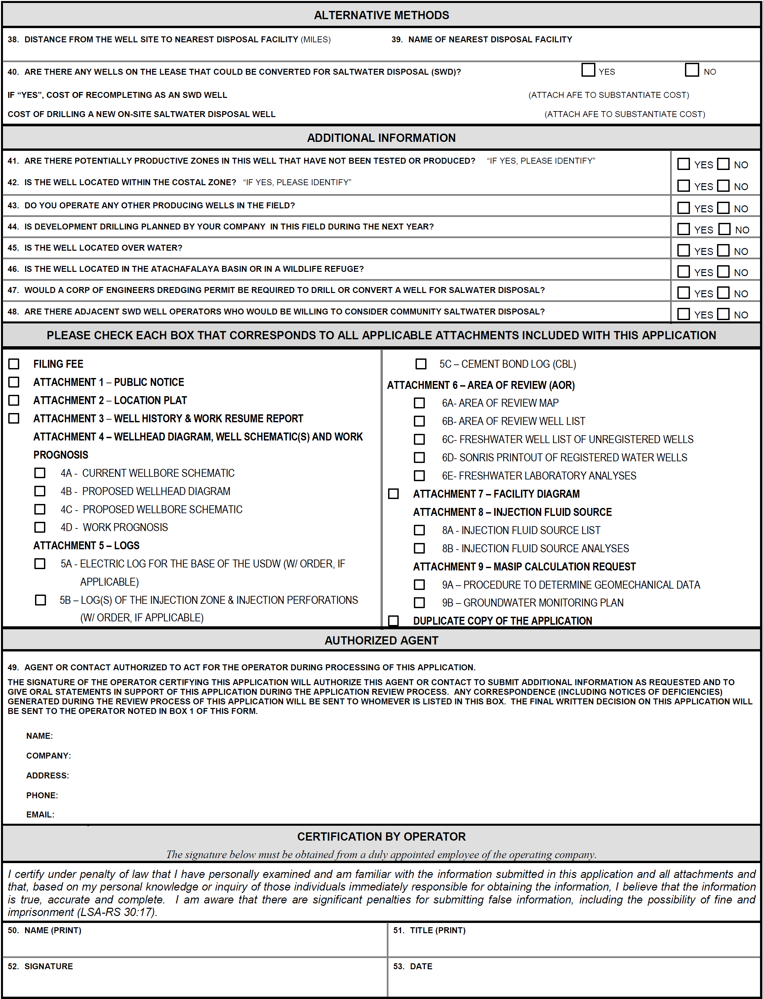 ALTERNATIVE METHODS
38. DISTANCE FROM THE WELL SITE TO NEAREST DISPOSAL FACILITY (MILES)
39. NAME OF NEAREST DISPOSAL FACILITY
40. ARE THERE ANY WELLS ON THE LEASE THAT COULD BE CONVERTED FOR SALTWATER DISPOSAL (SWD)? YES NO
IF “YES”, COST OF RECOMPLETING AS AN SWD WELL (ATTACH AFE TO SUBSTANTIATE COST)
COST OF DRILLING A NEW ON-SITE SALTWATER DISPOSAL WELL (ATTACH AFE TO SUBSTANTIATE COST)
ADDITIONAL INFORMATION
41. ARE THERE POTENTIALLY PRODUCTIVE ZONES IN THIS WELL THAT HAVE NOT BEEN TESTED OR PRODUCED? “IF YES, PLEASE IDENTIFY” YES NO
42. IS THE WELL LOCATED WITHIN THE COSTAL ZONE? “IF YES, PLEASE IDENTIFY” YES NO
43. DO YOU OPERATE ANY OTHER PRODUCING WELLS IN THE FIELD? YES NO
44. IS DEVELOPMENT DRILLING PLANNED BY YOUR COMPANY IN THIS FIELD DURING THE NEXT YEAR? YES NO
45. IS THE WELL LOCATED OVER WATER? YES NO
46. IS THE WELL LOCATED IN THE ATACHAFALAYA BASIN OR IN A WILDLIFE REFUGE? YES NO
47. WOULD A CORP OF ENGINEERS DREDGING PERMIT BE REQUIRED TO DRILL OR CONVERT A WELL FOR SALWATER DISPOSAL? YES NO
48. ARE THERE ADJACENT SWD WELL OPERATORS WHO WOULD BE WILLING TO CONSIDER COMMUNITY SALTWATER DISPOSAL? YES NO
PLEASE CHECK EACH BOX THAT CORRESPONDS TO ALL APPLICABLE ATTACHMENTS INCLUDED WITH THIS APPLICATION
FILING FEE
ATTACHMENT 1 – PUBLIC NOTICE
ATTACHMENT 2 – LOCATION PLAT
ATTACHMENT 3 – WELL HISTORY & WORK RESUME REPORT
ATTACHMENT 4 – WELLHEAD DIAGRAM, WELL SCHEMATIC(S) AND WORK
PROGNOSIS
4A - CURRENT WELLBORE SCHEMATIC
4B - PROPOSED WELLHEAD DIAGRAM
4C - PROPOSED WELLBORE SCHEMATIC
4D - WORK PROGNOSIS
ATTACHMENT 5 – LOGS
5A - ELECTRIC LOG FOR THE BASE OF THE USDW (W/ ORDER, IF
APPLICABLE)
5B – LOG(S) OF THE INJECTION ZONE & INJECTION PERFORATIONS
(W/ ORDER, IF APPLICABLE)
5C – CEMENT BOND LOG (CBL)
ATTACHMENT 6 – AREA OF REVIEW (AOR)
6A- AREA OF REVIEW MAP
6B- AREA OF REVIEW WELL LIST
6C- FRESHWATER WELL LIST OF UNREGISTERED WELLS
6D- SONRIS PRINTOUT OF REGISTERED WATER WELLS
6E- FRESHWATER LABORATORY ANALYSES
ATTACHMENT 7 – FACILITY DIAGRAM
ATTACHMENT 8 – INJECTION FLUID SOURCE
8A - INJECTION FLUID SOURCE LIST
8B - INJECTION FLUID SOURCE ANALYSES
ATTACHMENT 9 – MASIP CALCULATION REQUEST
9A – PROCEDURE TO DETERMINE GEOMECHANICAL DATA
9B – GROUNDWATER MONITORING PLAN
DUPLICATE COPY OF THE APPLICATION
AUTHORIZED AGENT
49. AGENT OR CONTACT AUTHORIZED TO ACT FOR THE OPERATOR DURING PROCESSING OF THIS APPLICATION.
THE SIGNATURE OF THE OPERATOR CERTIFYING THIS APPLICATION WILL AUTHORIZE THIS AGENT OR CONTACT TO SUBMIT ADDITIONAL INFORMATION AS REQUESTED AND TO
GIVE ORAL STATEMENTS IN SUPPORT OF THIS APPLICATION DURING THE APPLICATION REVIEW PROCESS. ANY CORRESPONDENCE (INCLUDING NOTICES OF DEFICIENCIES)
GENERATED DURING THE REVIEW PROCESS OF THIS APPLICATION WILL BE SENT TO WHOMEVER IS LISTED IN THIS BOX. THE FINAL WRITTEN DECISION ON THIS APPLICATION WILL
BE SENT TO THE OPERATOR NOTED IN BOX 1 OF THIS FORM.
NAME:
COMPANY:
ADDRESS:
PHONE:
EMAIL:
CERTIFICATION BY OPERATOR
The signature below must be obtained from a duly appointed employee of the operating company.
I certify under penalty of law that I have personally examined and am familiar with the information submitted in this application and all attachments and
that, based on my personal knowledge or inquiry of those individuals immediately responsible for obtaining the information, I believe that the information
is true, accurate and complete. I am aware that there are significant penalties for submitting false information, including the possibility of fine and
imprisonment (LSA-RS 30:17).
50. NAME (PRINT)
51. TITLE (PRINT)
52. SIGNATURE
53. DATE